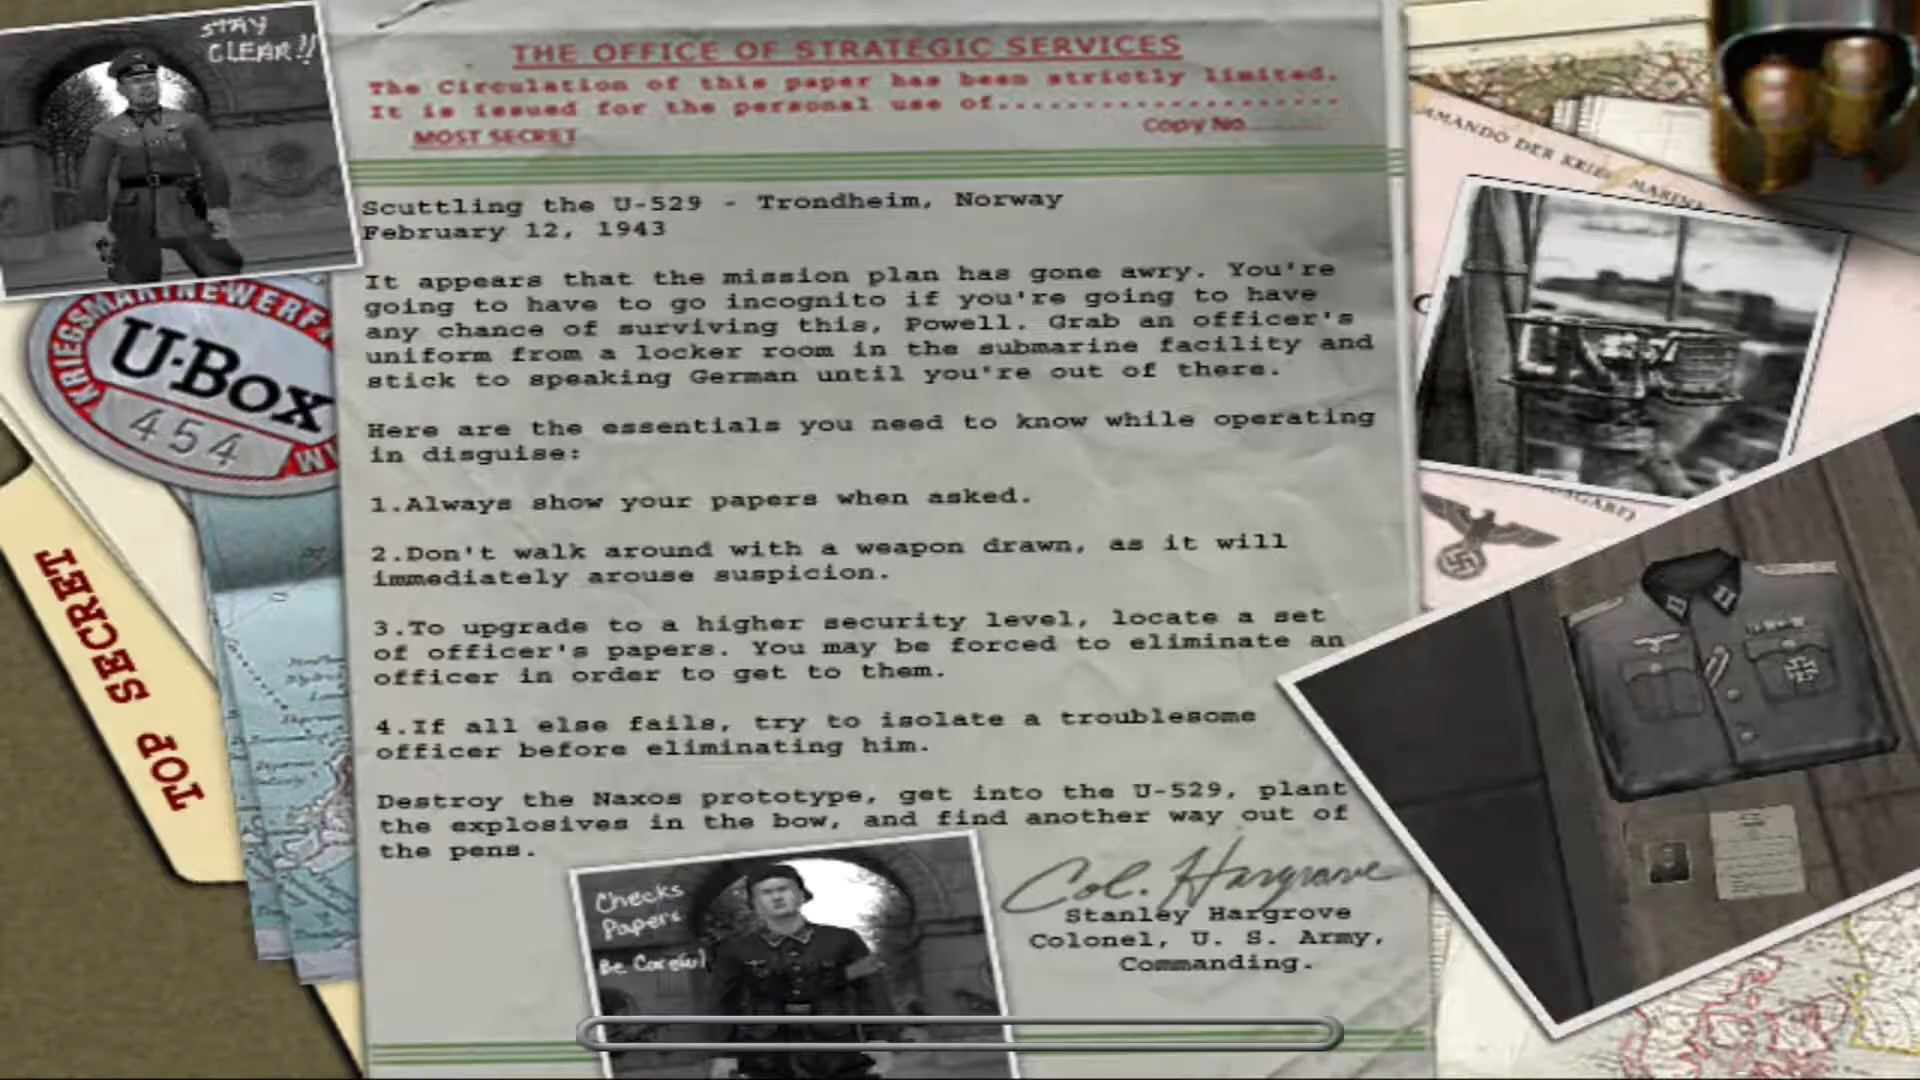 STAY
CLEAR!!
THE OFFICE OF STRATEGIC SERVICES
The Circulation of this paper has been strictly limited.
It is issued for the personal use of....................
MOST SECRET
Copy No..........
Scuttling the U-529 - Trondheim, Norway
February 12, 1943
It appears that the mission plan has gone awry. You're
going to have to go incognito if you're going to have
any chance of surviving this, Powell. Grab an officer's
uniform from a locker room in the submarine facility and
stick to speaking German until you're out of there.
Here are the essentials you need to know while operating
in disguise:
1.Always show your papers when asked.
2.Don't walk around with a weapon drawn, as it will
immediately arouse suspicion.
3.To upgrade to a higher security level, locate a set
of officer's papers. You may be forced to eliminate an
officer in order to get to them.
4.If all else fails, try to isolate a troublesome
officer before eliminating him.
Destroy the Naxos prototype, get into the U-529, plant
the explosives in the bow, and find another way out of
the pens.
Col. Hargrove
Stanley Hargrove
Colonel, U. S. Army,
Commanding.
Checks
Papers
Be Careful
KRIEGSMARINEWERF
U-Box
454
TOP SECRET
AMANDO DER KRIEGSMARINE